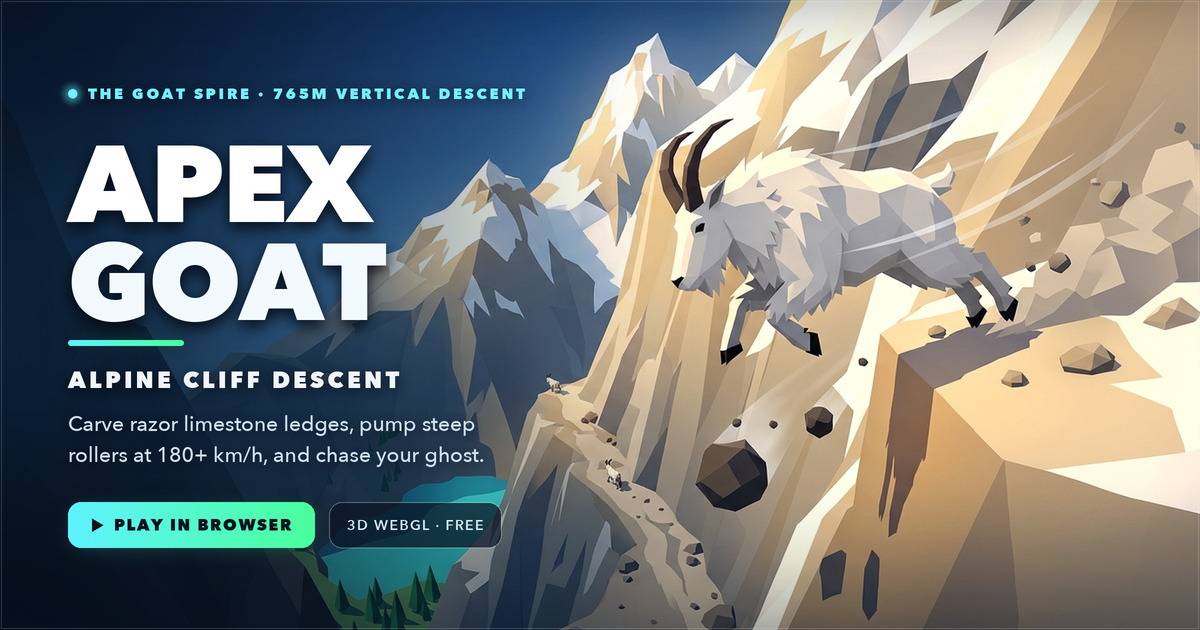 THE GOAT SPIRE · 765M VERTICAL DESCENT
APEX
GOAT
ALPINE CLIFF DESCENT
Carve razor limestone ledges, pump steep
rollers at 180+ km/h, and chase your ghost.
PLAY IN BROWSER
3D WEBGL · FREE